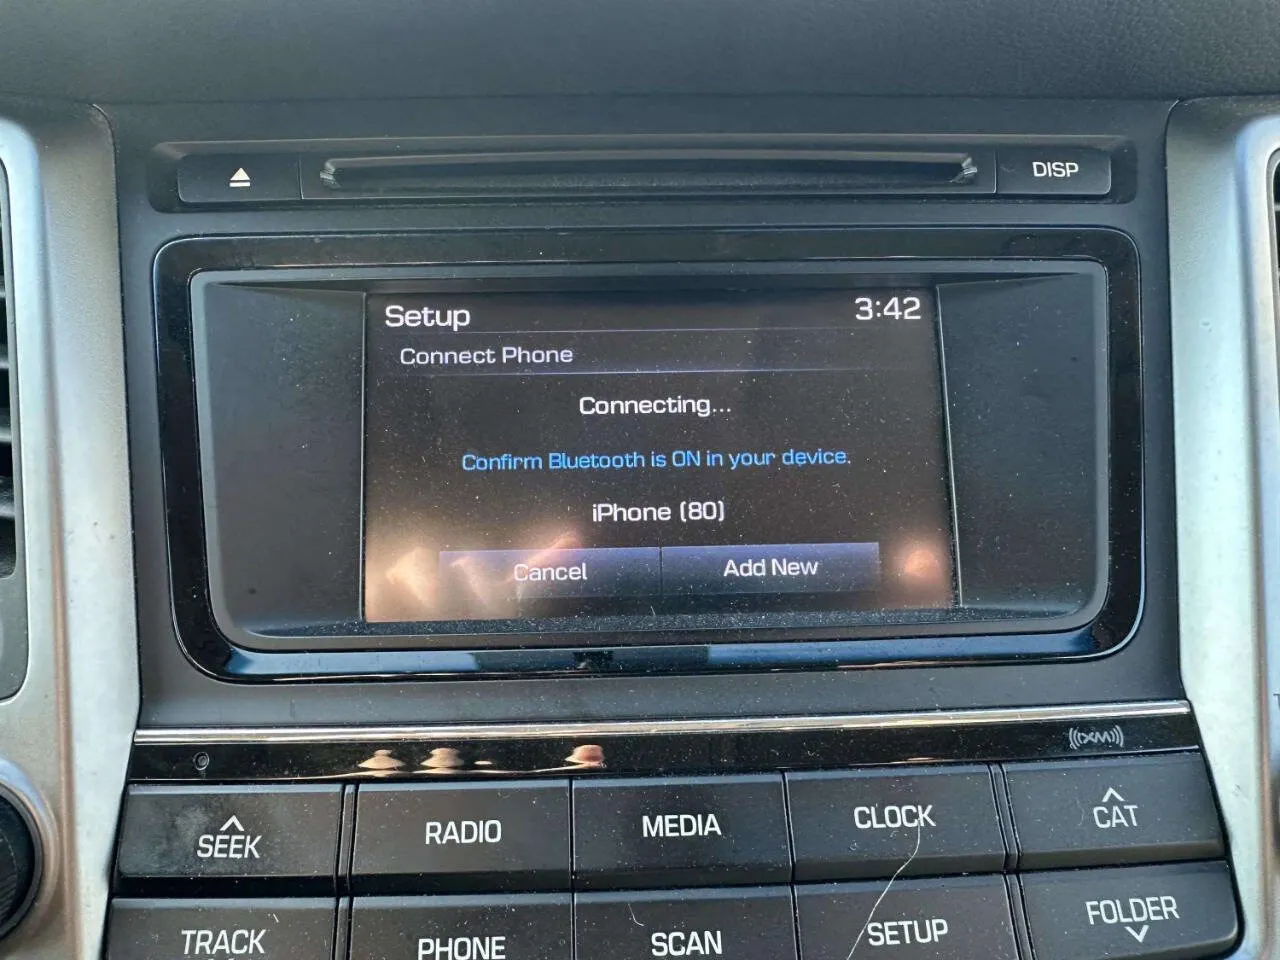 DISP
Setup
3:42
Connect Phone
Connecting...
Confirm Bluetooth is ON in your device.
iPhone (80)
Cancel
Add New
((XM))
SEEK
RADIO
MEDIA
CLOCK
CAT
TRACK
PHONE
SCAN
SETUP
FOLDER